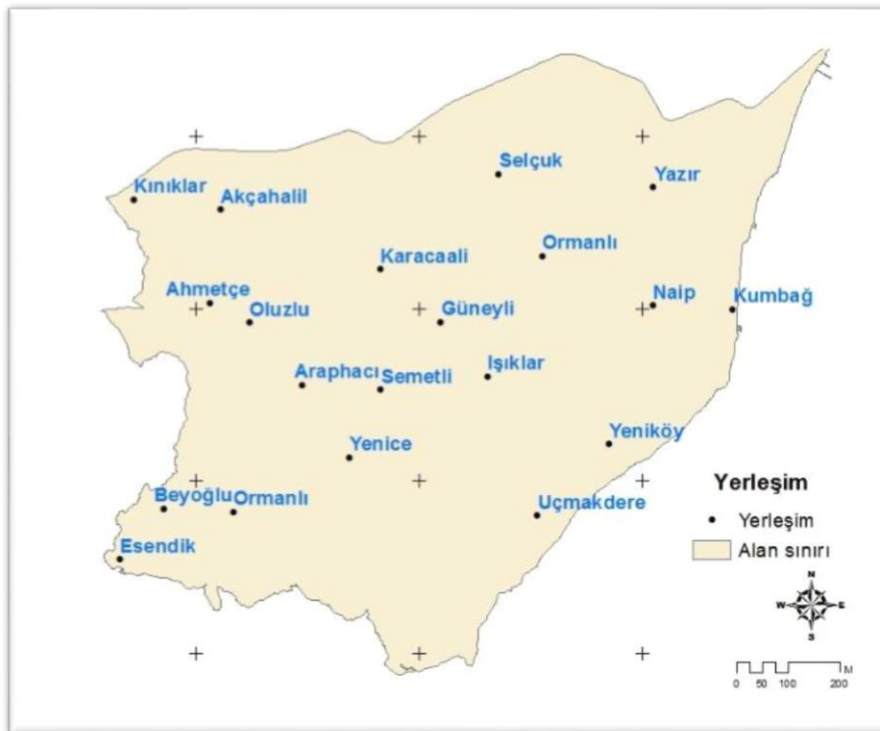 Selçuk
Yazır
Kınıklar
Akçahalil
Ormanlı
Karacaali
Ahmetçe
Oluzlu
Güneyli
Naip
Kumbağ
Araphacı
Semetli
Işıklar
Yenice
Yeniköy
Beyoğlu
Ormanlı
Uçmakdere
Esendik
Yerleşim
Yerleşim
Alan sınırı
N
W
E
S
M
0 50 100 200